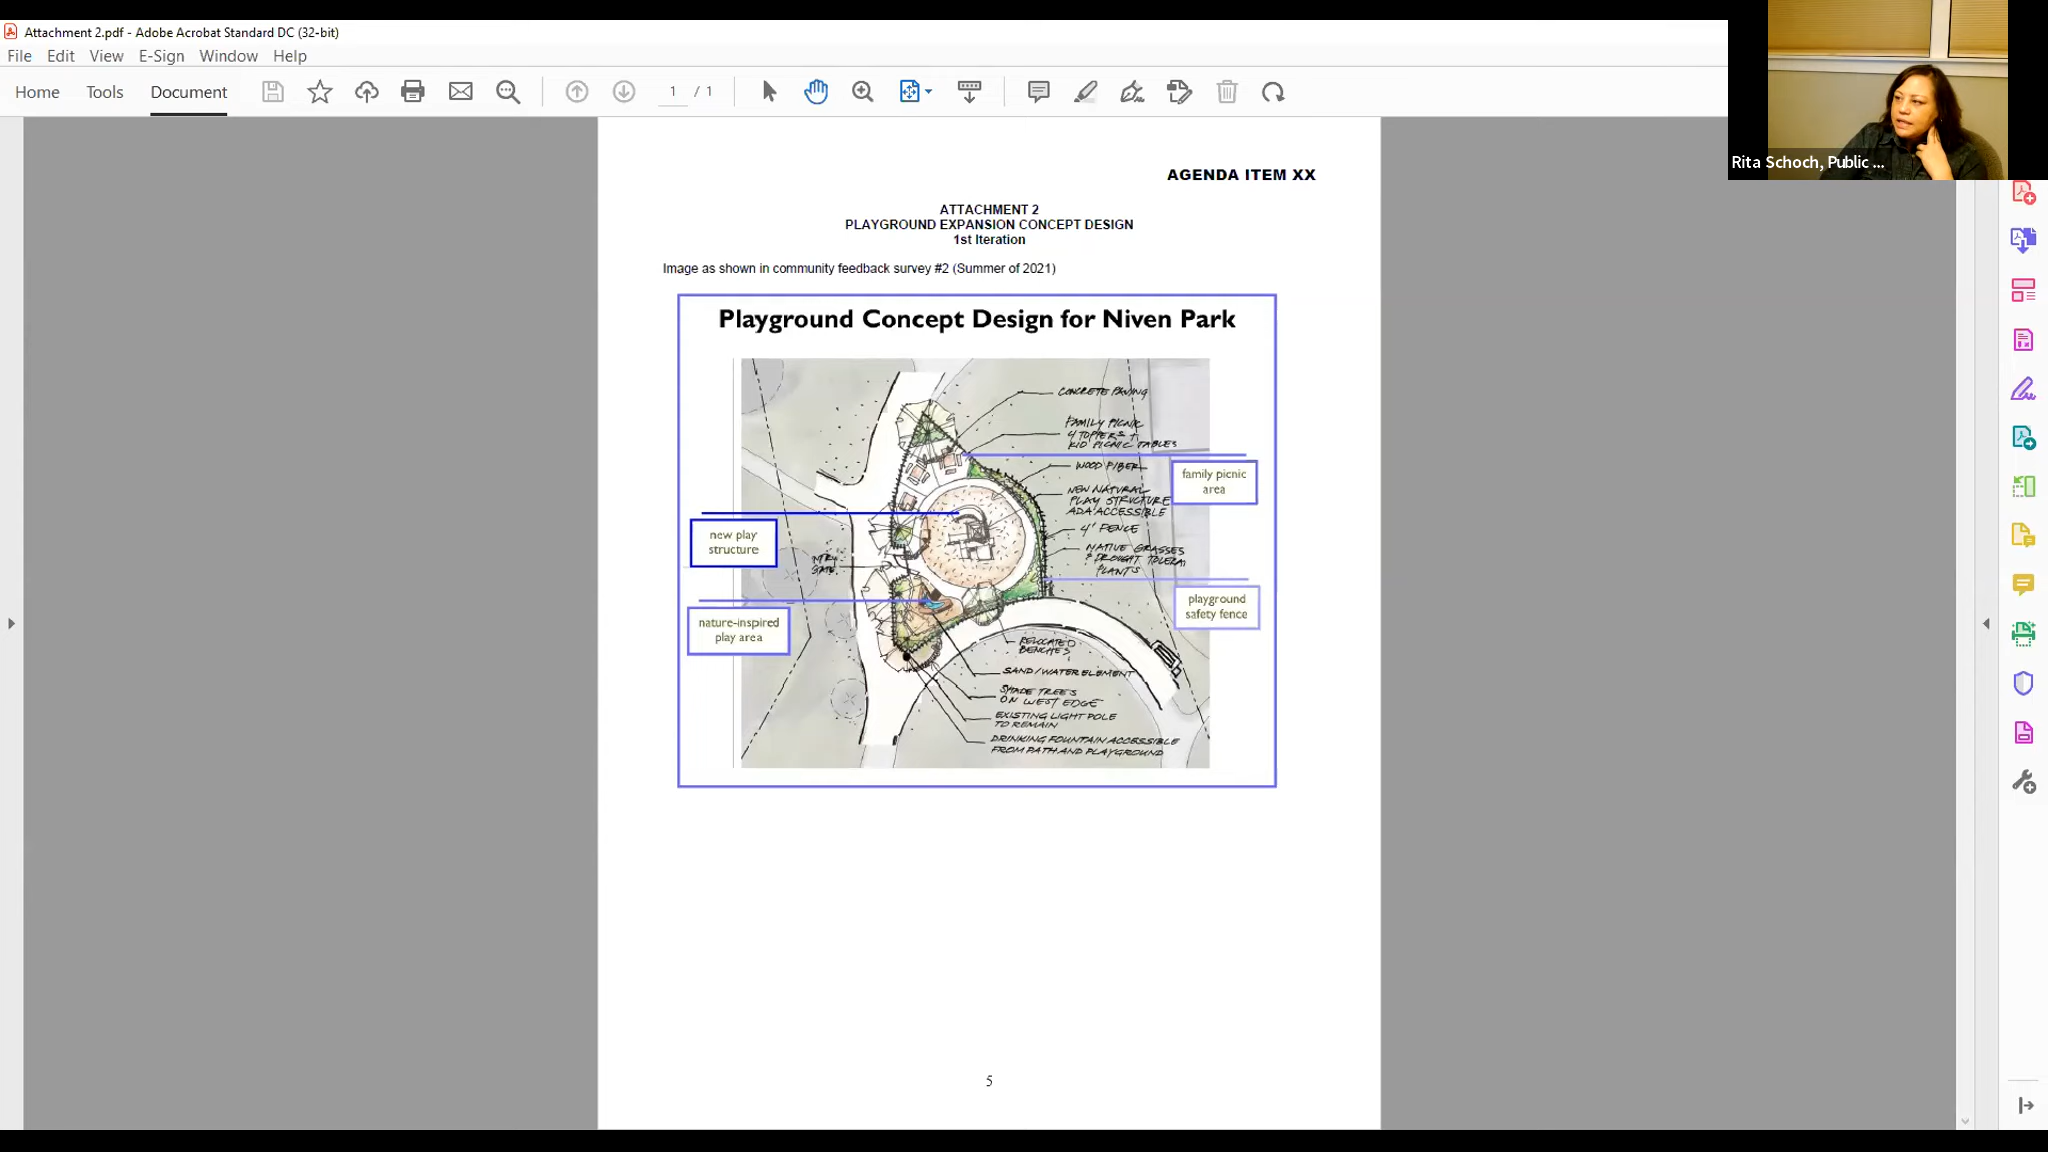 Attachment 2.pdf - Adobe Acrobat Standard DC (32-bit)
File Edit View E-Sign Window Help
Home Tools Document 1 / 1
Rita Schoch, Public ...
AGENDA ITEM XX
ATTACHMENT 2
PLAYGROUND EXPANSION CONCEPT DESIGN
1st Iteration
Image as shown in community feedback survey #2 (Summer of 2021)
Playground Concept Design for Niven Park
CONCRETE PAVING
FAMILY PICNIC
KID PICNIC TABLES
family picnic
area
WOOD FIBER
NEW NATURAL
PLAY STRUCTURE
ADA ACCESSIBLE
4' FENCE
NATIVE GRASSES
& DROUGHT
PLANTS
new play
structure
nature-inspired
play area
playground
safety fence
RELOCATED
BENCHES
SAND/WATER ELEMENT
SHADE TREES
ON WEST EDGE
EXISTING LIGHT POLE
TO REMAIN
DRINKING FOUNTAIN ACCESSIBLE
FROM PATH AND PLAYGROUND
5